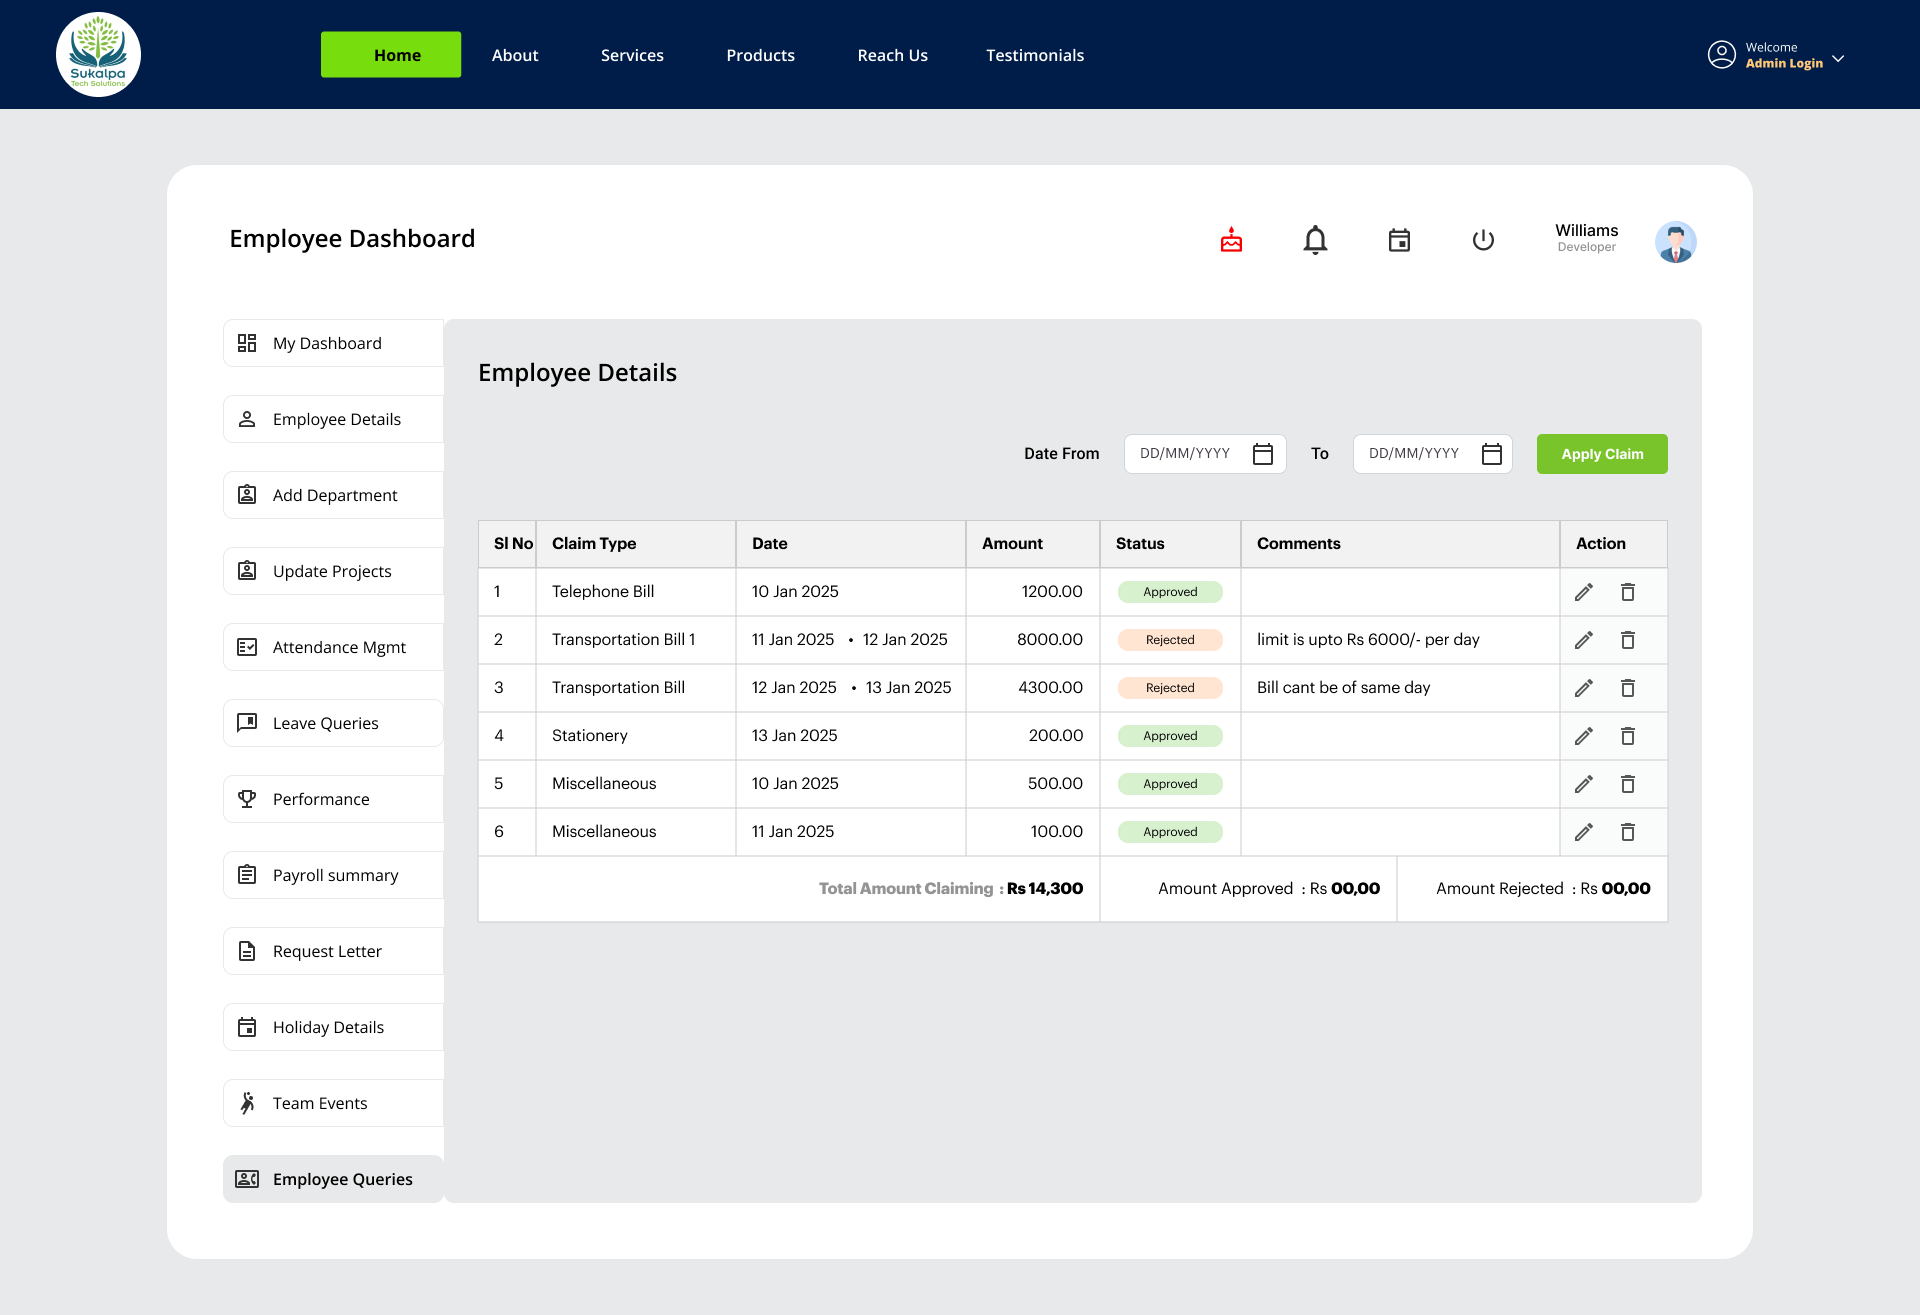 Sukalpa
Tech Solutions
Home About Services Products Reach Us Testimonials
Welcome
Admin Login
Employee Dashboard
Williams
Developer
My Dashboard
Employee Details
Add Department
Update Projects
Attendance Mgmt
Leave Queries
Performance
Payroll summary
Request Letter
Holiday Details
Team Events
Employee Queries
Employee Details
Date From DD/MM/YYYY To DD/MM/YYYY Apply Claim
Sl No Claim Type Date Amount Status Comments Action
1 Telephone Bill 10 Jan 2025 1200.00 Approved
2 Transportation Bill 1 11 Jan 2025 • 12 Jan 2025 8000.00 Rejected limit is upto Rs 6000/- per day
3 Transportation Bill 12 Jan 2025 • 13 Jan 2025 4300.00 Rejected Bill cant be of same day
4 Stationery 13 Jan 2025 200.00 Approved
5 Miscellaneous 10 Jan 2025 500.00 Approved
6 Miscellaneous 11 Jan 2025 100.00 Approved
Total Amount Claiming : Rs 14,300 Amount Approved : Rs 00,00 Amount Rejected : Rs 00,00